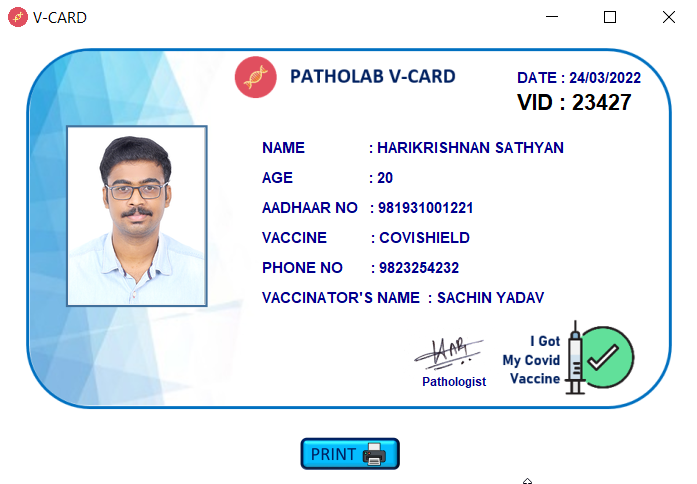 V-CARD
PATHOLAB V-CARD
DATE : 24/03/2022
VID : 23427
NAME : HARIKRISHNAN SATHYAN
AGE : 20
AADHAAR NO : 981931001221
VACCINE : COVISHIELD
PHONE NO : 9823254232
VACCINATOR'S NAME : SACHIN YADAV
Pathologist
I Got
My Covid
Vaccine
PRINT